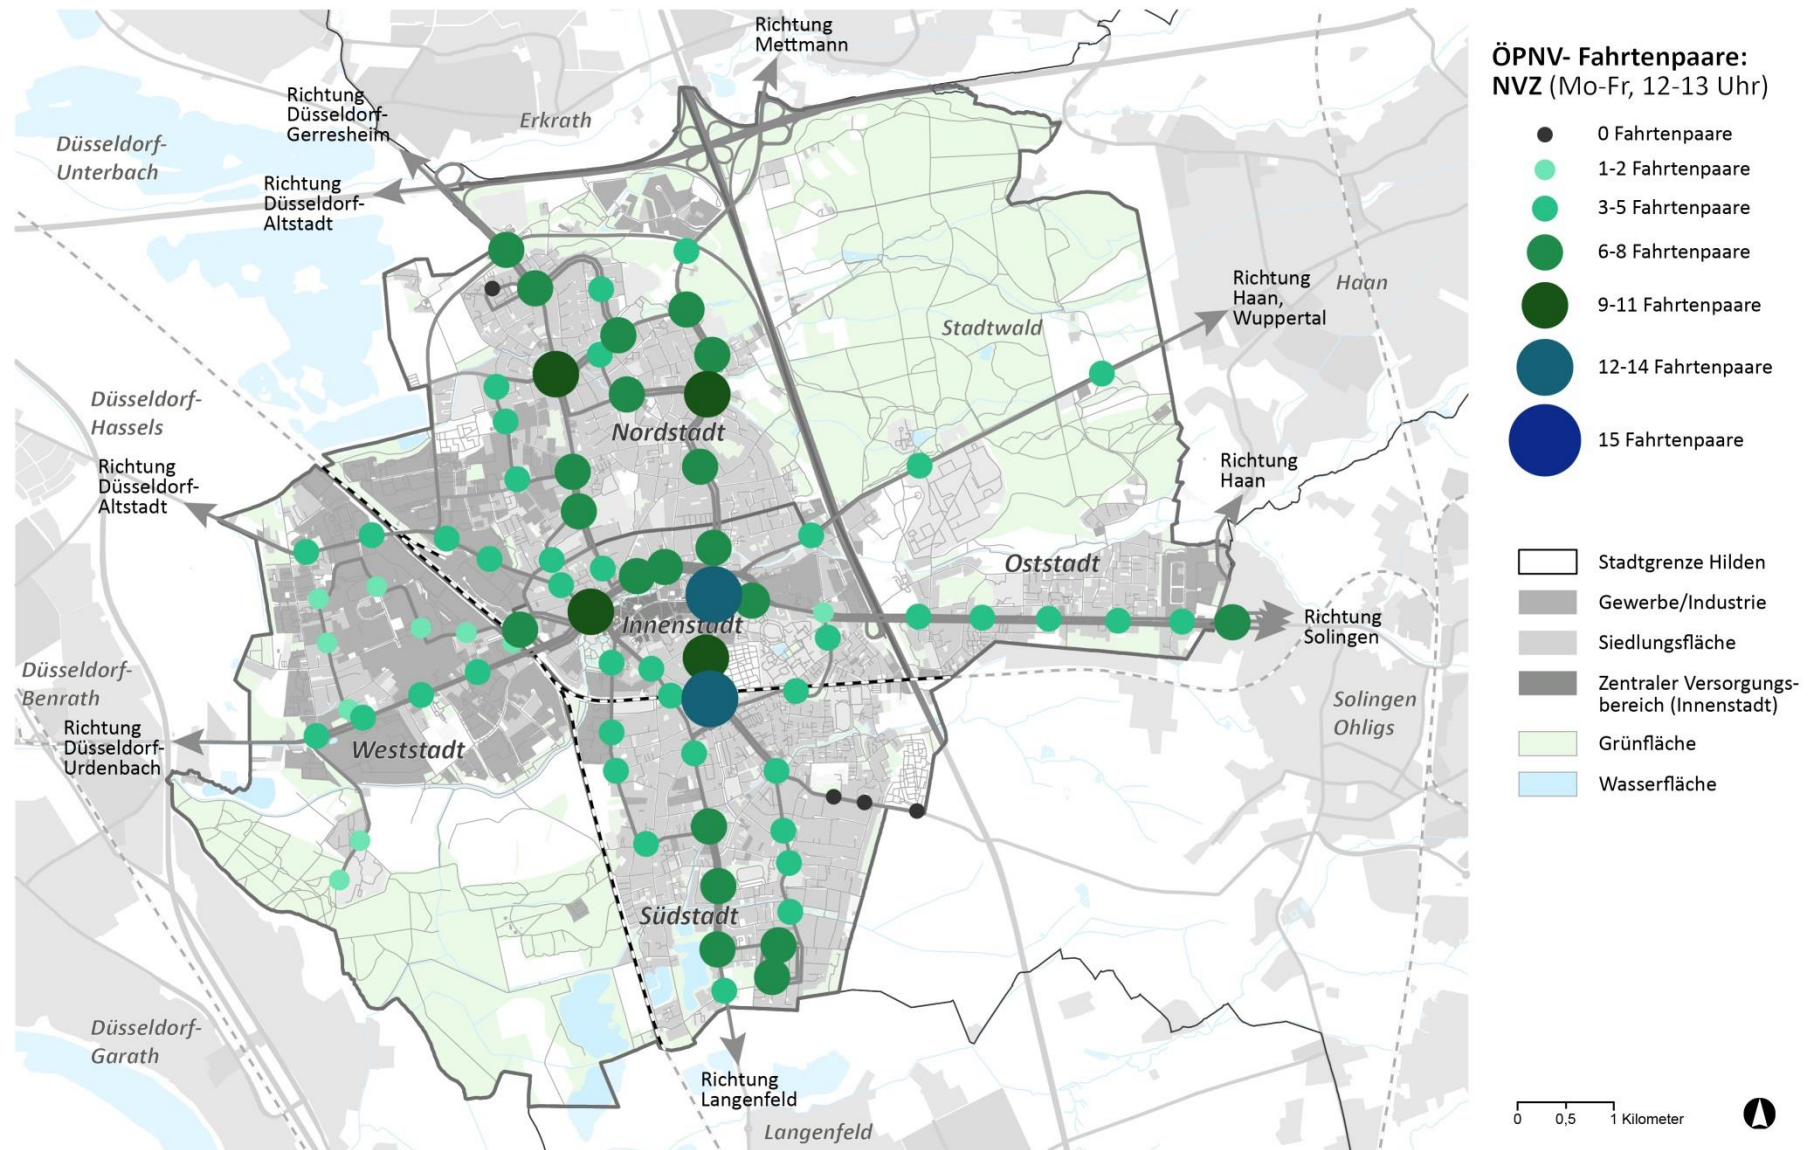 Richtung
Mettmann
Richtung
Düsseldorf-
Gerresheim
Erkrath
Düsseldorf-
Unterbach
Richtung
Düsseldorf-
Altstadt
Richtung
Haan,
Wuppertal
Haan
Stadtwald
Düsseldorf-
Hassels
Nordstadt
Richtung
Düsseldorf-
Altstadt
Richtung
Haan
Oststadt
Innenstadt
Richtung
Solingen
Düsseldorf-
Benrath
Solingen
Ohligs
Richtung
Düsseldorf-
Urdenbach
Weststadt
Südstadt
Düsseldorf-
Garath
Richtung
Langenfeld
Langenfeld
ÖPNV- Fahrtenpaare:
NVZ (Mo-Fr, 12-13 Uhr)
0 Fahrtenpaare
1-2 Fahrtenpaare
3-5 Fahrtenpaare
6-8 Fahrtenpaare
9-11 Fahrtenpaare
12-14 Fahrtenpaare
15 Fahrtenpaare
Stadtgrenze Hilden
Gewerbe/Industrie
Siedlungsfläche
Zentraler Versorgungs-
bereich (Innenstadt)
Grünfläche
Wasserfläche
0 0,5 1 Kilometer